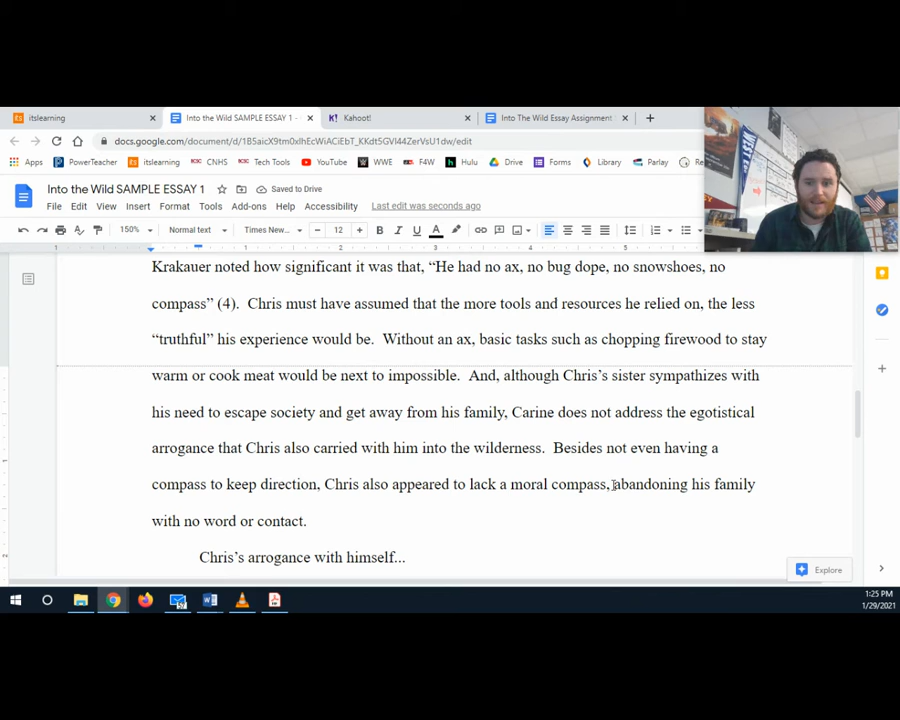 itslearning
Into the Wild SAMPLE ESSAY 1 -
Kahoot!
Into The Wild Essay Assignment
docs.google.com/document/d/1B5aicX9tm0hEcWiACiEbT_KKdt5GVl44ZerVsU1dw/edit
Apps PowerTeacher itslearning CNHS Tech Tools YouTube WWE F4W Hulu Drive Forms Library Parlay
Into the Wild SAMPLE ESSAY 1 Saved to Drive
File Edit View Insert Format Tools Add-ons Help Accessibility Last edit was seconds ago
150% Normal text Times New... 12 B I U A
1 1 2 3 4 5
Krakauer noted how significant it was that, “He had no ax, no bug dope, no snowshoes, no
compass” (4). Chris must have assumed that the more tools and resources he relied on, the less
“truthful” his experience would be. Without an ax, basic tasks such as chopping firewood to stay
warm or cook meat would be next to impossible. And, although Chris’s sister sympathizes with
his need to escape society and get away from his family, Carine does not address the egotistical
arrogance that Chris also carried with him into the wilderness. Besides not even having a
compass to keep direction, Chris also appeared to lack a moral compass, abandoning his family
with no word or contact.
Chris’s arrogance with himself...
Explore
1:25 PM
1/29/2021